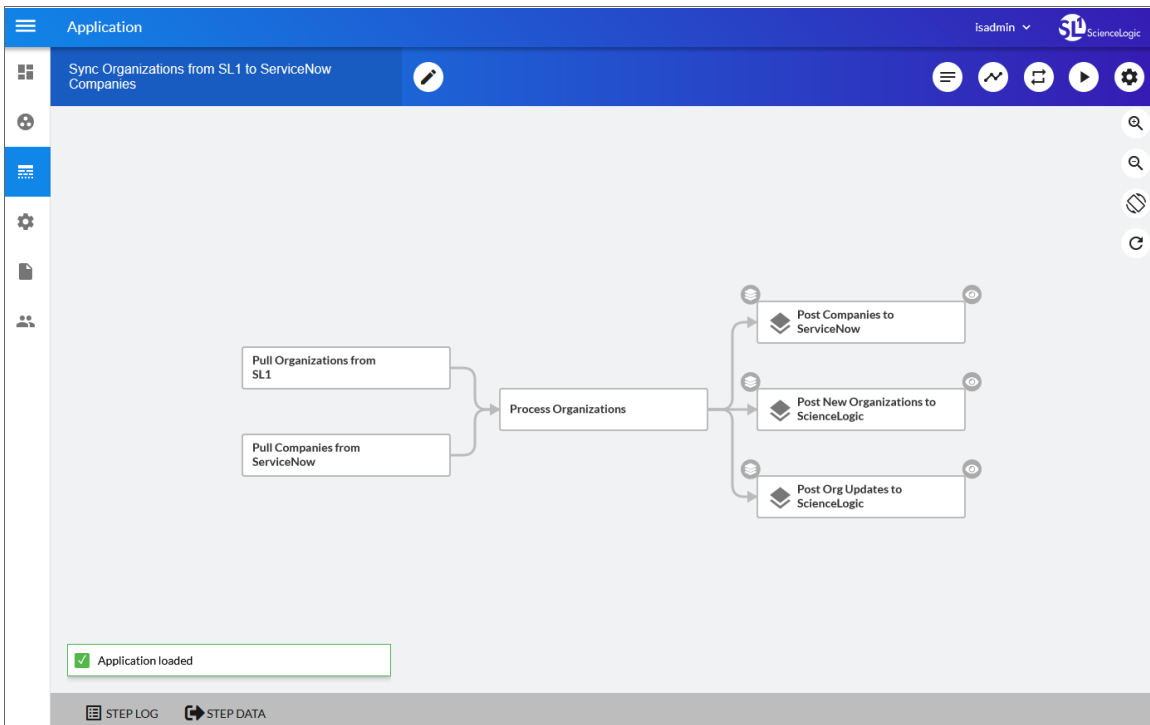 Application
isadmin
SL1 ScienceLogic
Sync Organizations from SL1 to ServiceNow
Companies
Pull Organizations from
SL1
Pull Companies from
ServiceNow
Process Organizations
Post Companies to
ServiceNow
Post New Organizations to
ScienceLogic
Post Org Updates to
ScienceLogic
Application loaded
STEP LOG
STEP DATA